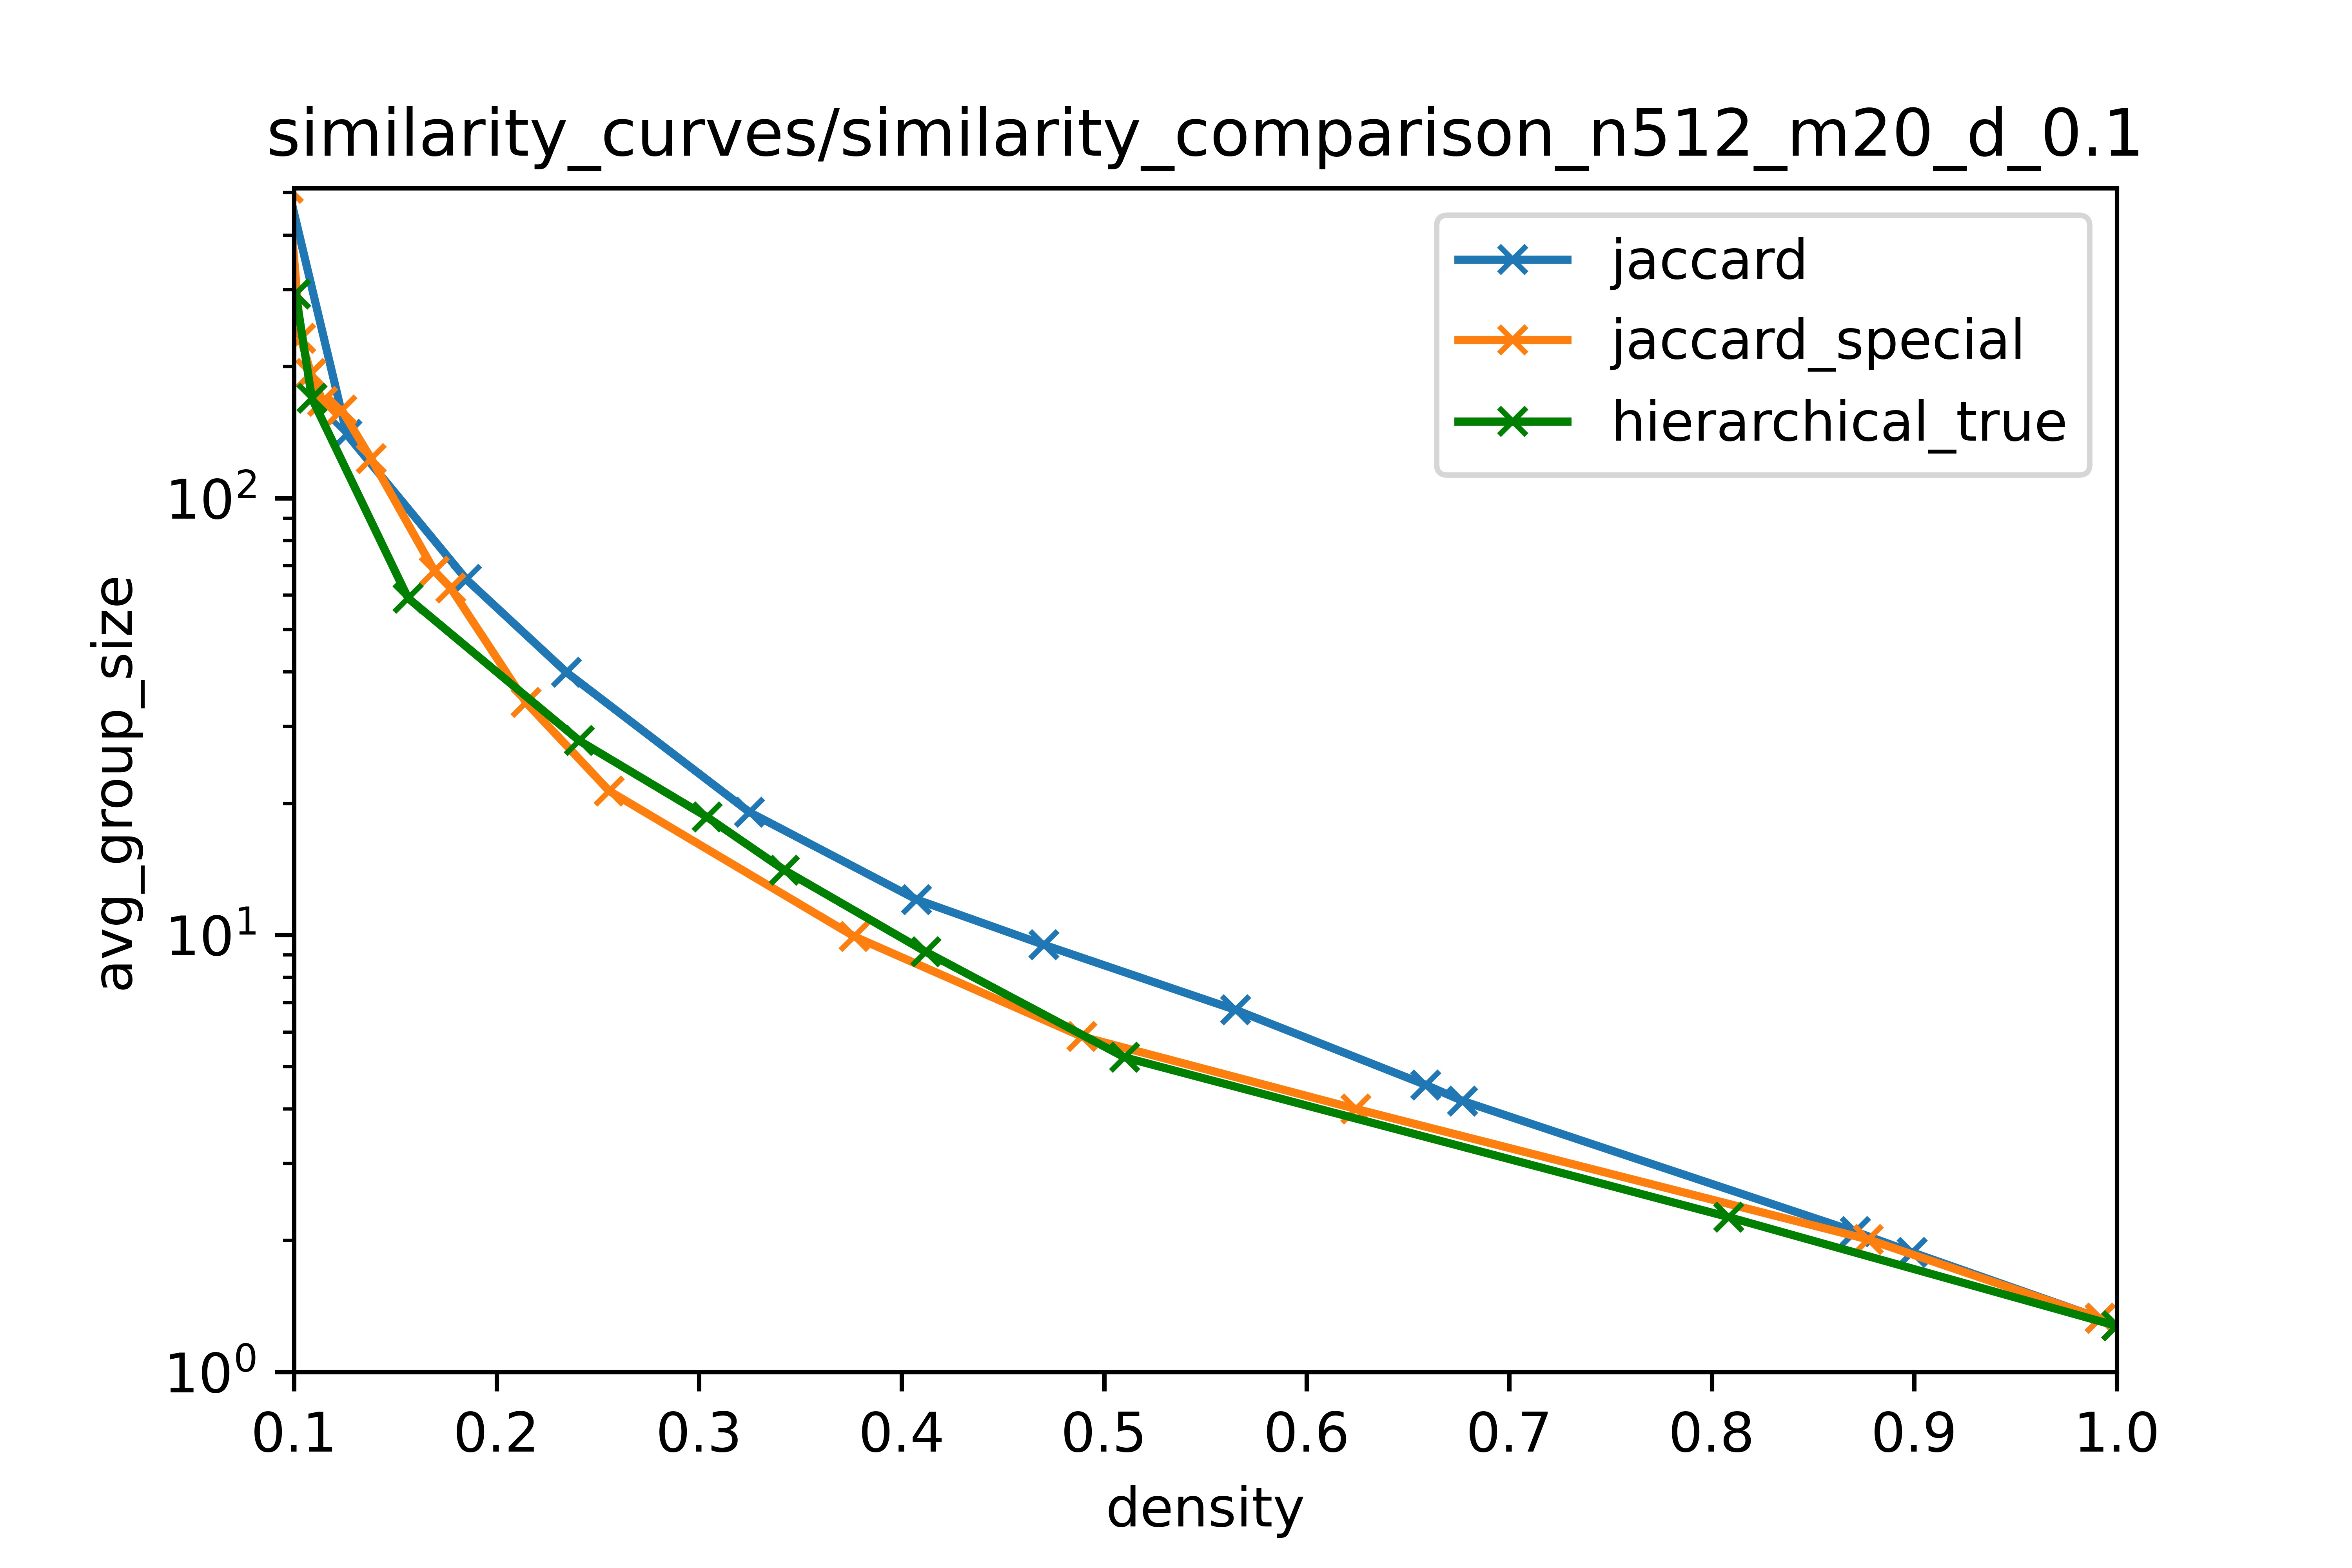 similarity_curves/similarity_comparison_n512_m20_d_0.1
jaccard
jaccard_special
hierarchical_true
avg_group_size
10²
10¹
10⁰
0.1 0.2 0.3 0.4 0.5 0.6 0.7 0.8 0.9 1.0
density